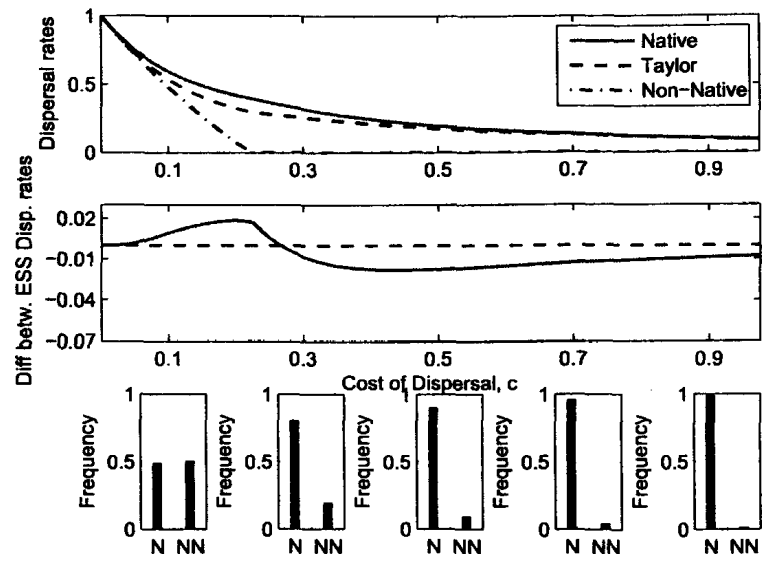 Dispersal rates
1
0.5
0
Native
Taylor
Non-Native
0.1 0.3 0.5 0.7 0.9
Diff betw. ESS Disp. rates
0.02
-0.01
-0.04
-0.07
0.1 0.3 0.5 0.7 0.9
Cost of Dispersal, c
Frequency
1
0.5
0
N NN
Frequency
1
0.5
0
N NN
Frequency
1
0.5
0
N NN
Frequency
1
0.5
0
N NN
Frequency
1
0.5
0
N NN